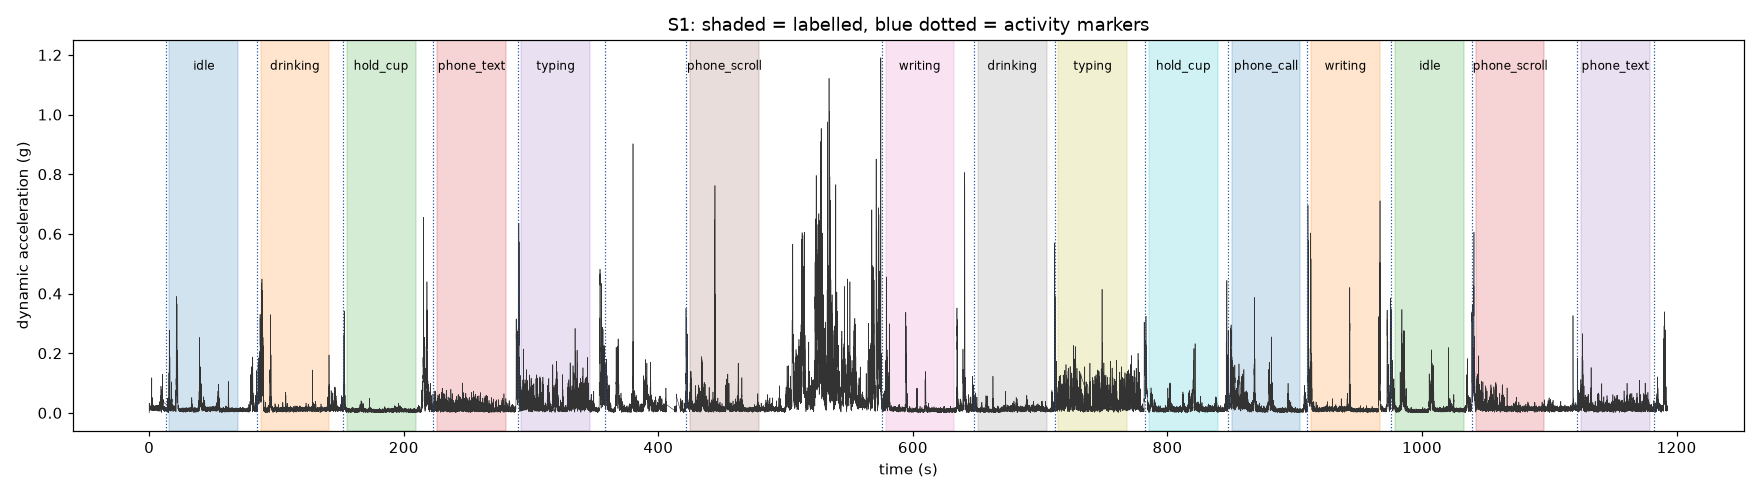 S1: shaded = labelled, blue dotted = activity markers
1.2
1.0
0.8
0.6
0.4
0.2
0.0
dynamic acceleration (g)
idle drinking hold_cup phone_text typing phone_scroll writing drinking typing hold_cup phone_call writing idle phone_scroll phone_text
0 200 400 600 800 1000 1200
time (s)